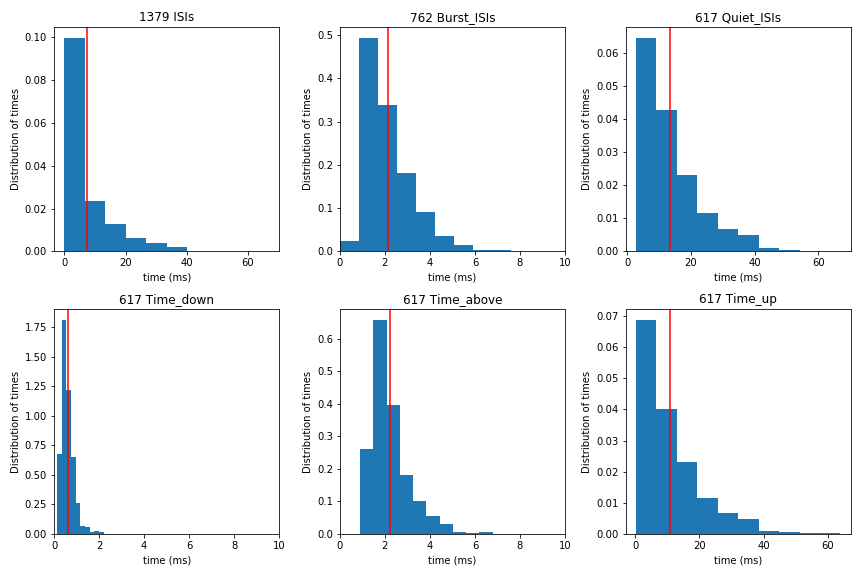 1379 ISIs
762 Burst_ISIs
617 Quiet_ISIs
Distribution of times
0.10
0.08
0.06
0.04
0.02
0.00
0 20 40 60
time (ms)
Distribution of times
0.5
0.4
0.3
0.2
0.1
0.0
0 2 4 6 8 10
time (ms)
Distribution of times
0.06
0.05
0.04
0.03
0.02
0.01
0.00
0 20 40 60
time (ms)
617 Time_down
617 Time_above
617 Time_up
Distribution of times
1.75
1.50
1.25
1.00
0.75
0.50
0.25
0.00
0 2 4 6 8 10
time (ms)
Distribution of times
0.6
0.5
0.4
0.3
0.2
0.1
0.0
0 2 4 6 8 10
time (ms)
Distribution of times
0.07
0.06
0.05
0.04
0.03
0.02
0.01
0.00
0 20 40 60
time (ms)